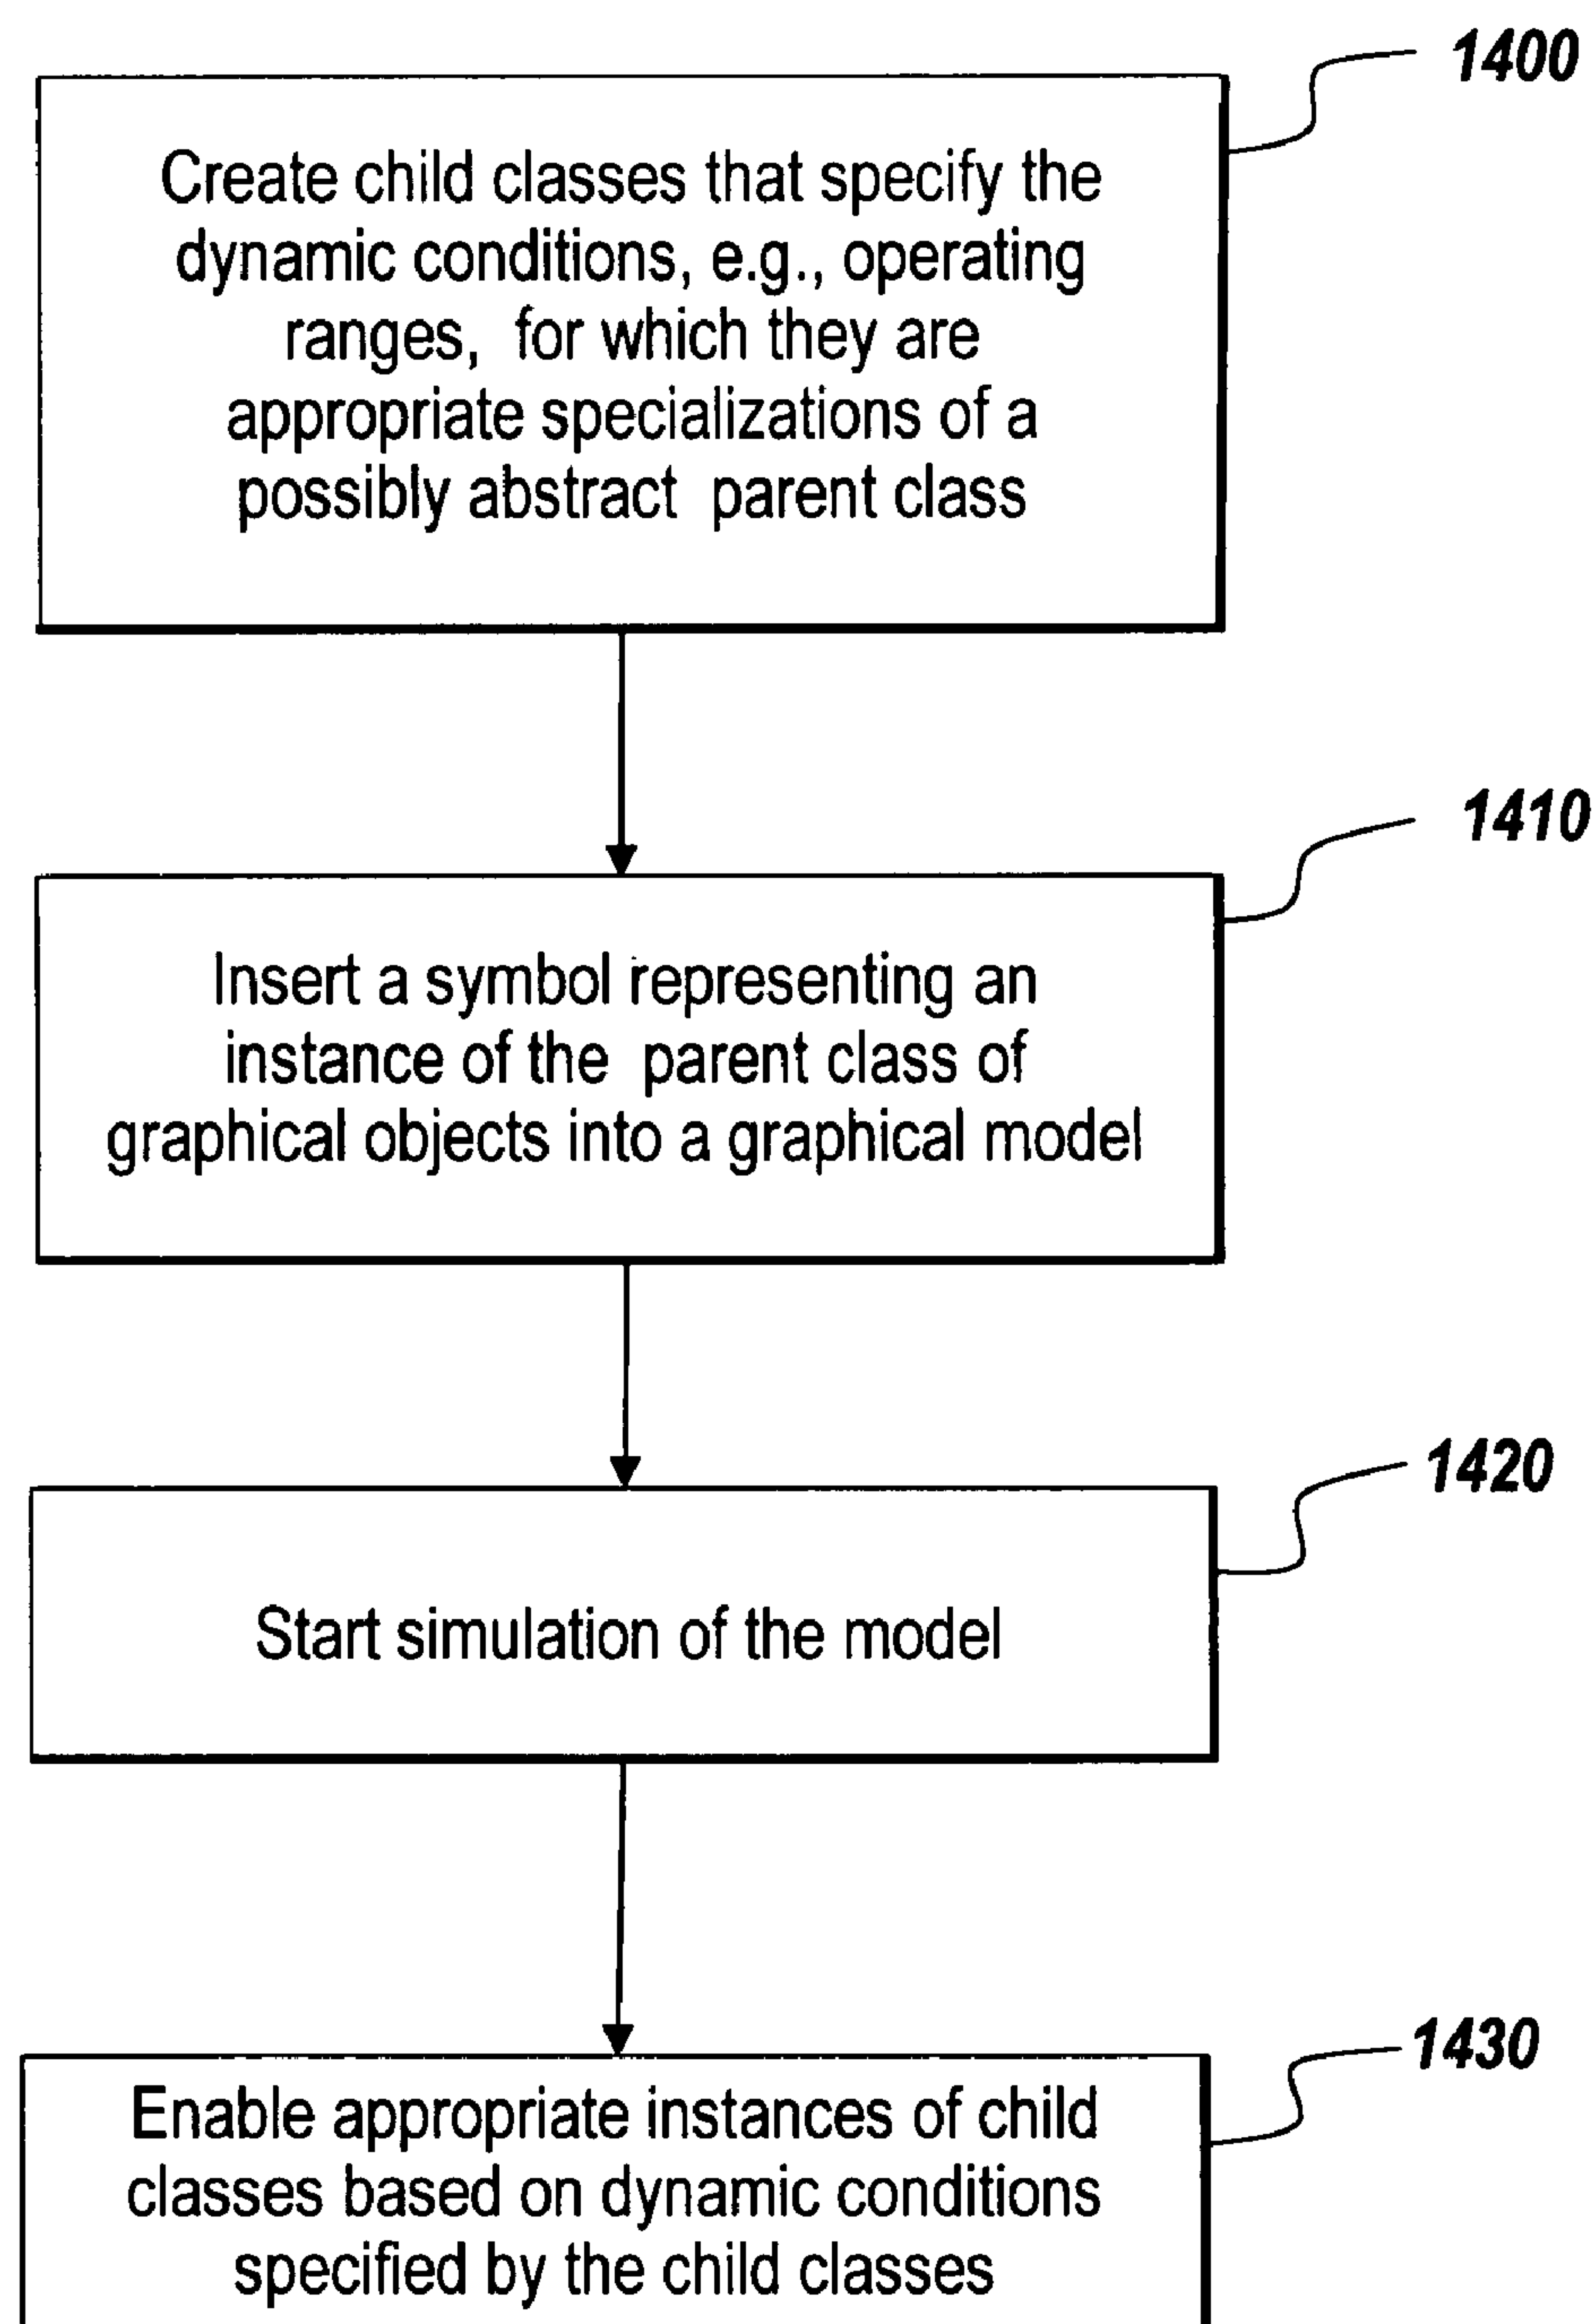 1400
Create child classes that specify the
dynamic conditions, e.g., operating
ranges, for which they are
appropriate specializations of a
possibly abstract parent class
1410
Insert a symbol representing an
instance of the parent class of
graphical objects into a graphical model
1420
Start simulation of the model
1430
Enable appropriate instances of child
classes based on dynamic conditions
specified by the child classes